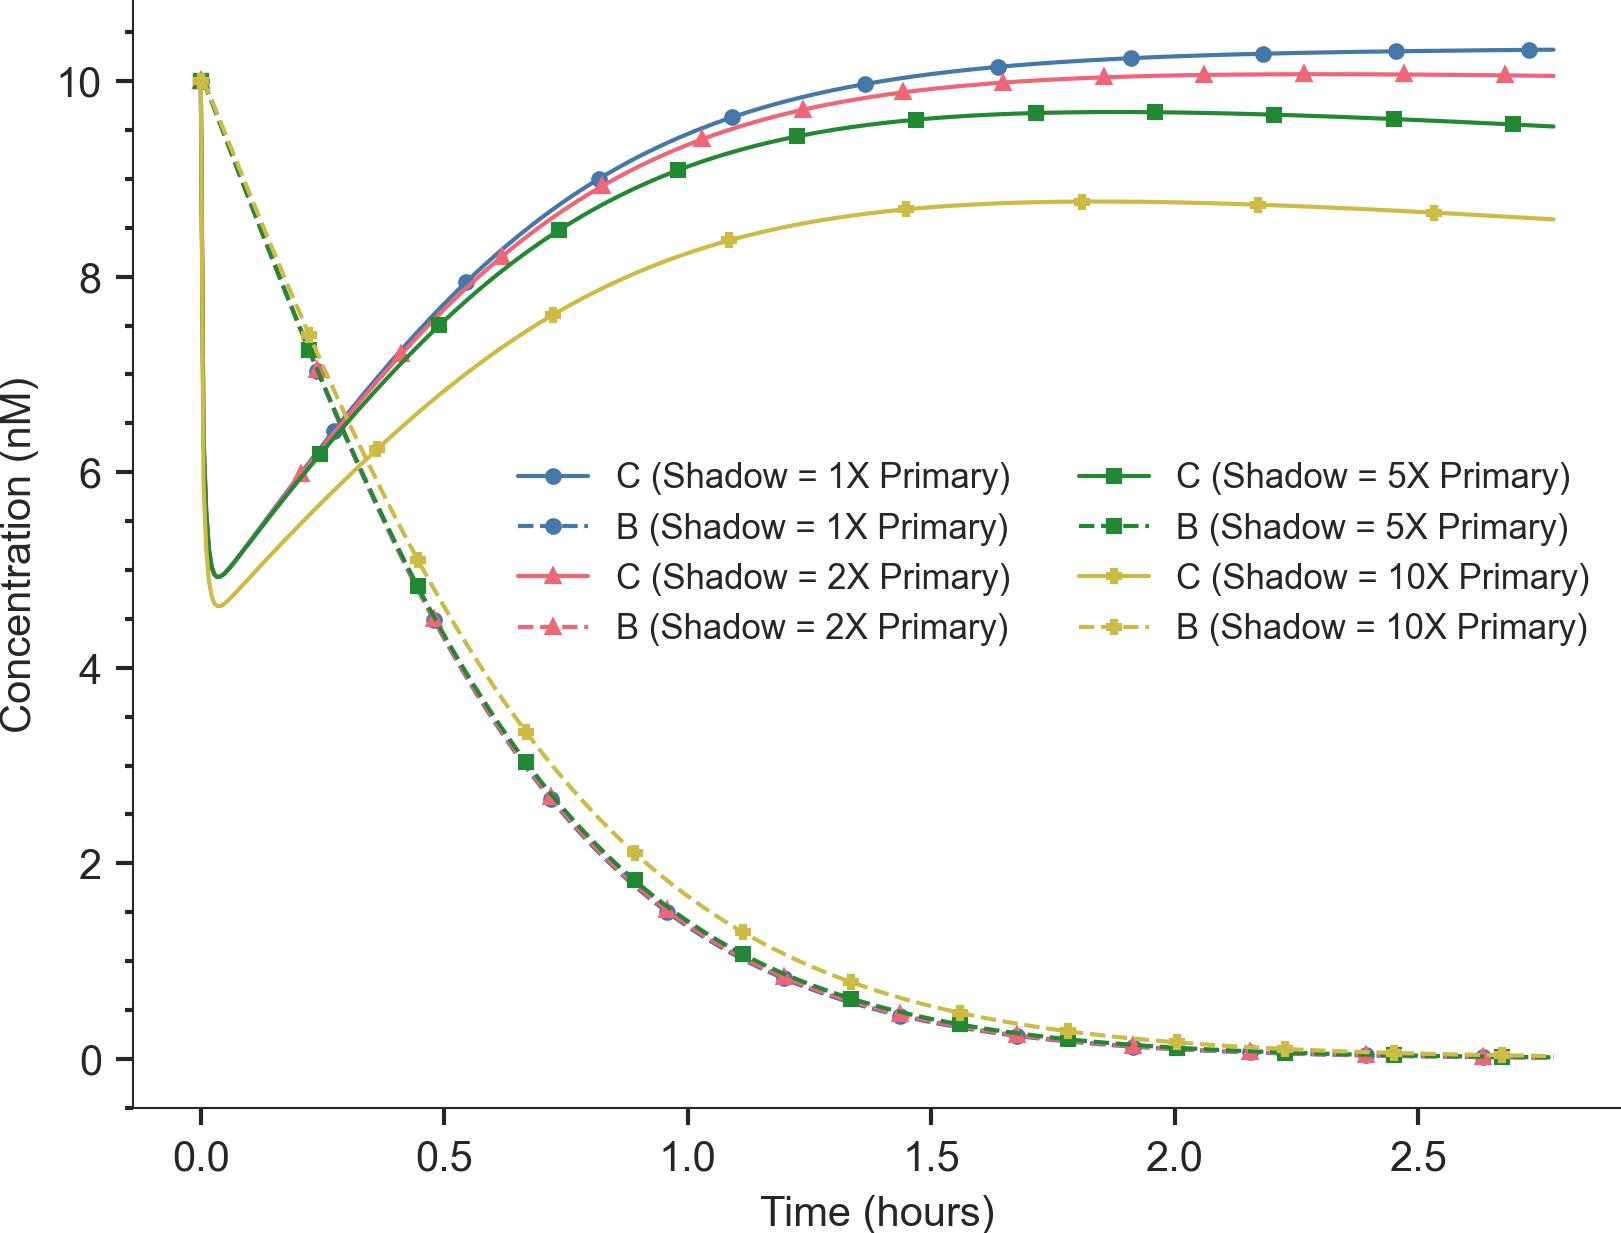 Concentration (nM)
10
8
6
4
2
0
C (Shadow = 1X Primary)
B (Shadow = 1X Primary)
C (Shadow = 2X Primary)
B (Shadow = 2X Primary)
C (Shadow = 5X Primary)
B (Shadow = 5X Primary)
C (Shadow = 10X Primary)
B (Shadow = 10X Primary)
0.0 0.5 1.0 1.5 2.0 2.5
Time (hours)